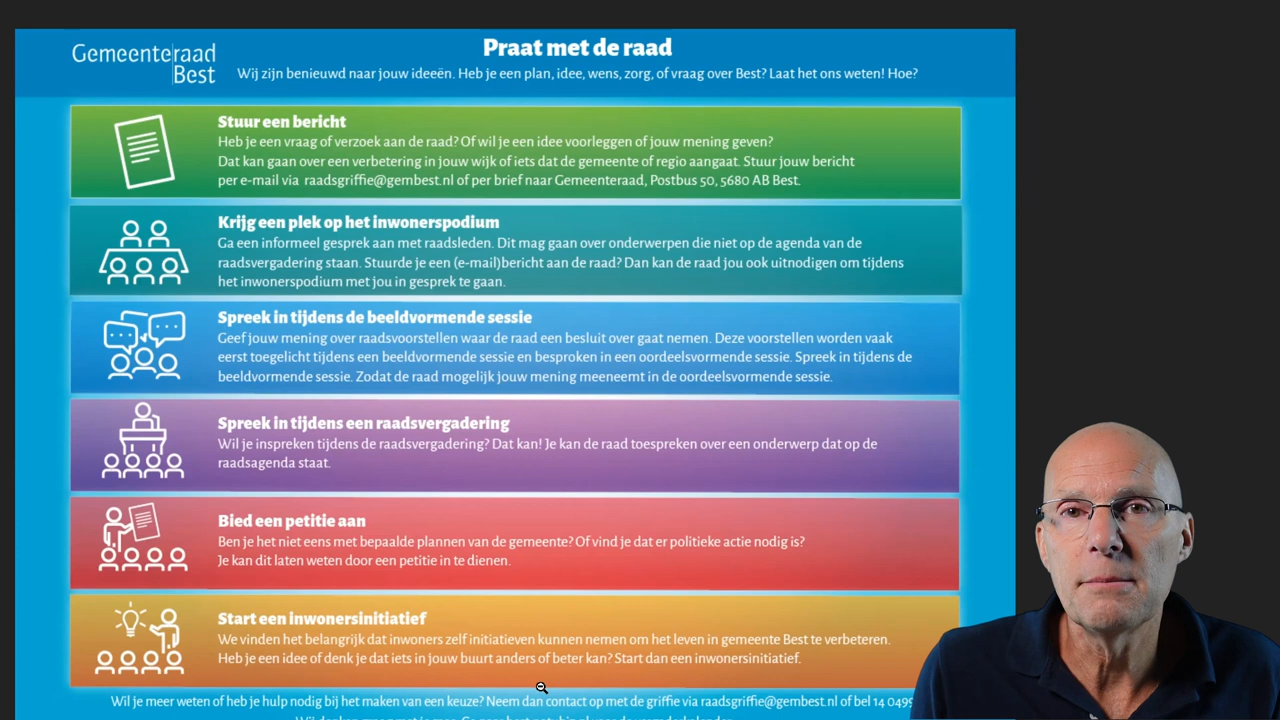 Gemeenteraad
Best
Praat met de raad
Wij zijn benieuwd naar jouw ideeën. Heb je een plan, idee, wens, zorg, of vraag over Best? Laat het ons weten! Hoe?
Stuur een bericht
Heb je een vraag of verzoek aan de raad? Of wil je een idee voorleggen of jouw mening geven?
Dat kan gaan over een verbetering in jouw wijk of iets dat de gemeente of regio aangaat. Stuur jouw bericht
per e-mail via raadsgriffie@gembest.nl of per brief naar Gemeenteraad, Postbus 50, 5680 AB Best.
Krijg een plek op het inwonerspodium
Ga een informeel gesprek aan met raadsleden. Dit mag gaan over onderwerpen die niet op de agenda van de
raadsvergadering staan. Stuurde je een (e-mail)bericht aan de raad? Dan kan de raad jou ook uitnodigen om tijdens
het inwonerspodium met jou in gesprek te gaan.
Spreek in tijdens de beeldvormende sessie
Geef jouw mening over raadsvoorstellen waar de raad een besluit over gaat nemen. Deze voorstellen worden vaak
eerst toegelicht tijdens een beeldvormende sessie en besproken in een oordeelsvormende sessie. Spreek in tijdens de
beeldvormende sessie. Zodat de raad mogelijk jouw mening meeneemt in de oordeelsvormende sessie.
Spreek in tijdens een raadsvergadering
Wil je inspreken tijdens de raadsvergadering? Dat kan! Je kan de raad toespreken over een onderwerp dat op de
raadsagenda staat.
Bied een petitie aan
Ben je het niet eens met bepaalde plannen van de gemeente? Of vind je dat er politieke actie nodig is?
Je kan dit laten weten door een petitie in te dienen.
Start een inwonersinitiatief
We vinden het belangrijk dat inwoners zelf initiatieven kunnen nemen om het leven in gemeente Best te verbeteren.
Heb je een idee of denk je dat iets in jouw buurt anders of beter kan? Start dan een inwonersinitiatief.
Wil je meer weten of heb je hulp nodig bij het maken van een keuze? Neem dan contact op met de griffie via raadsgriffie@gembest.nl of bel 14 0499